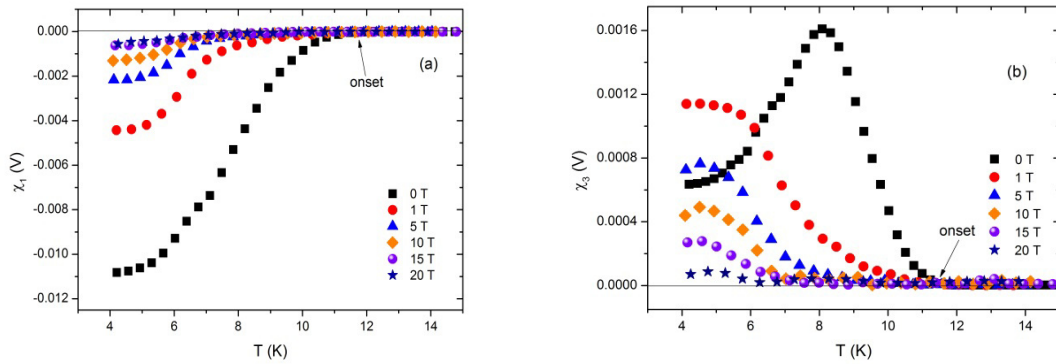 0.000
-0.002
-0.004
-0.006
-0.008
-0.010
-0.012
χ₁ (V)
(a)
onset
0 T
1 T
5 T
10 T
15 T
20 T
2 4 6 8 10 12 14
T (K)
0.0016
0.0012
0.0008
0.0004
0.0000
χ₃ (V)
(b)
0 T
1 T
5 T
10 T
15 T
20 T
onset
4 6 8 10 12 14
T (K)